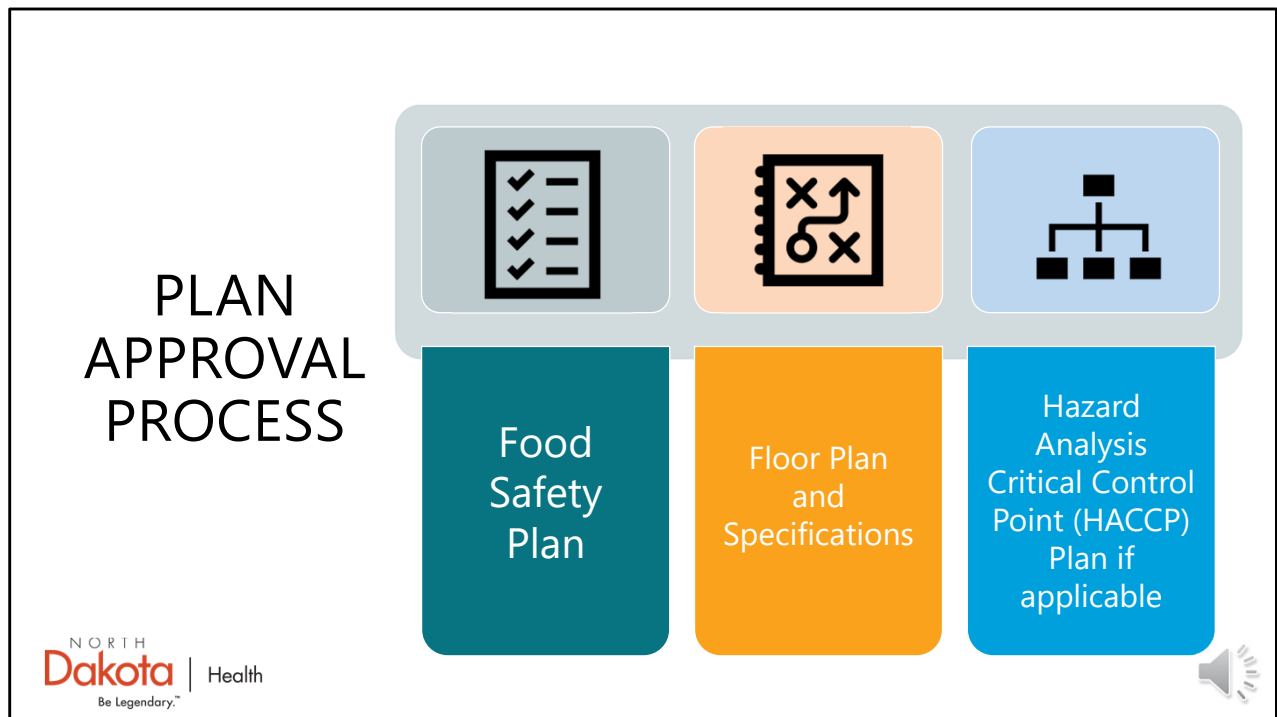 PLAN
APPROVAL
PROCESS
Food
Safety
Plan
Floor Plan
and
Specifications
Hazard
Analysis
Critical Control
Point (HACCP)
Plan if
applicable
NORTH
Dakota
Be Legendary.™
Health